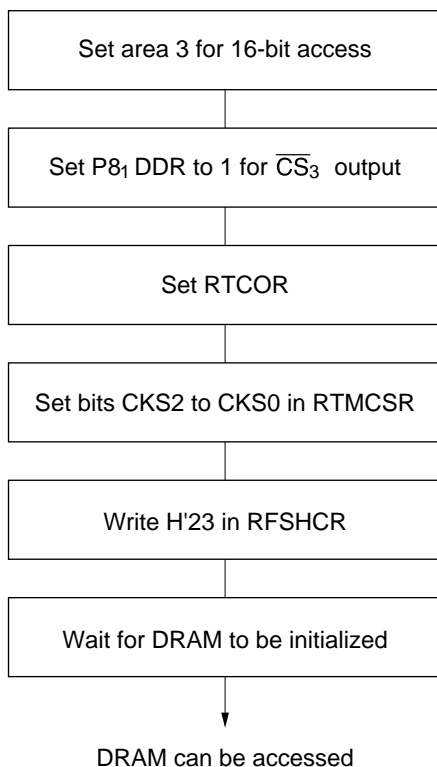 Set area 3 for 16-bit access
Set P8₁ DDR to 1 for C̅S̅₃ output
Set RTCOR
Set bits CKS2 to CKS0 in RTMCSR
Write H'23 in RFSHCR
Wait for DRAM to be initialized
DRAM can be accessed